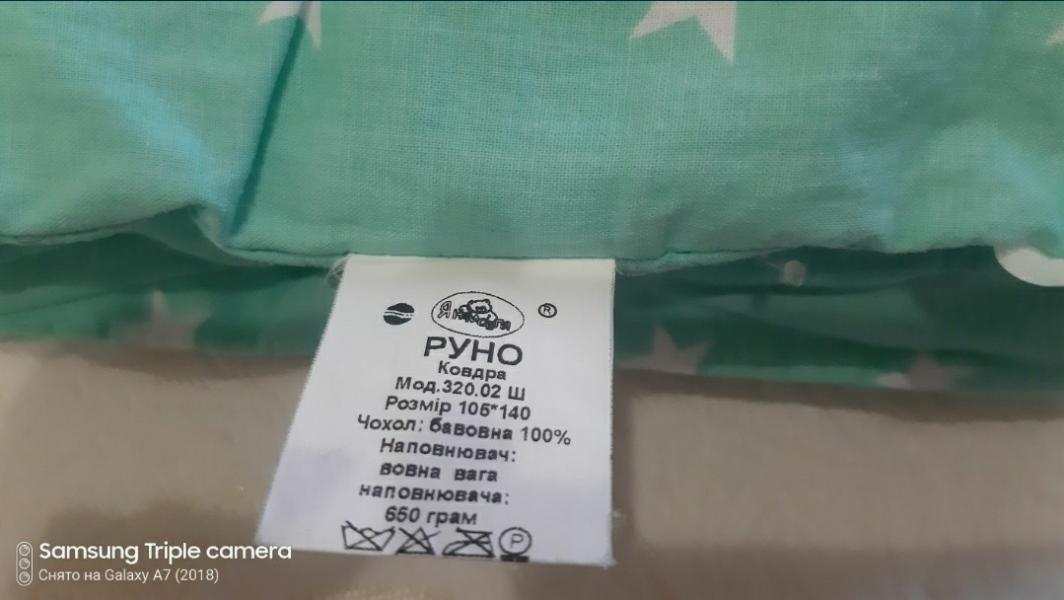 ®
РУНО
Ковдра
Мод.320.02 Ш
Розмір 105*140
Чохол: бавовна 100%
Наповнювач:
вовна вага
наповнювача:
650 грам
P
Samsung Triple camera
Снято на Galaxy A7 (2018)